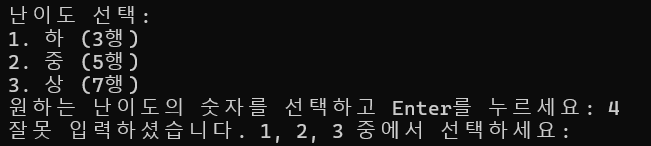 난이도 선택:
1. 하 (3행)
2. 중 (5행)
3. 상 (7행)
원하는 난이도의 숫자를 선택하고 Enter를 누르세요: 4
잘못 입력하셨습니다. 1, 2, 3 중에서 선택하세요: